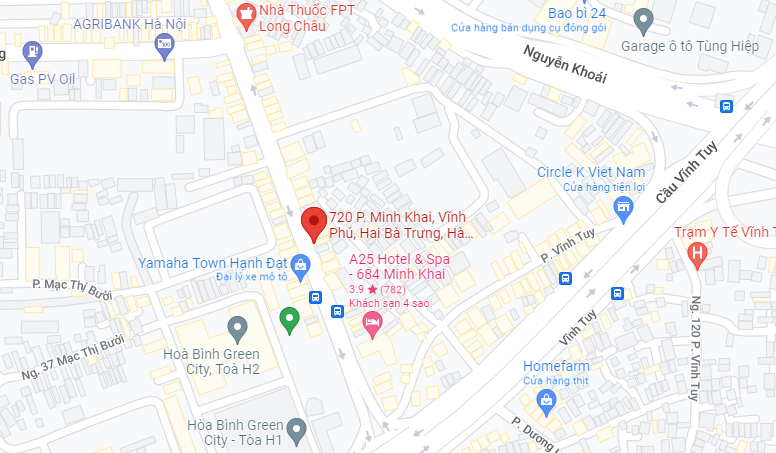 Nhà Thuốc FPT
Long Châu
Bao bì 24
Cửa hàng bán dụng cụ đóng gói
AGRIBANK Hà Nội
Garage ô tô Tùng Hiệp
g
Gas PV Oil
Nguyễn Khoái
Cầu Vĩnh Tuy
Circle K Viet Nam
Cửa hàng tiện lợi
720 P. Minh Khai, Vĩnh
Phú, Hai Bà Trưng, Hà...
Trạm Y Tế Vĩnh T
P. Vĩnh Tuy
Yamaha Town Hạnh Đạt
Đại lý xe mô tô
A25 Hotel & Spa
- 684 Minh Khai
3.9 ★ (782)
Khách sạn 4 sao
P. Mạc Thị Bưởi
Ng. 37 Mạc Thị Bưởi
Hoà Bình Green
City, Toà H2
Vĩnh Tuy
Ng. 120 P. Vĩnh Tuy
Homefarm
Cửa hàng thịt
Hòa Bình Green
City - Tòa H1
P. Dương